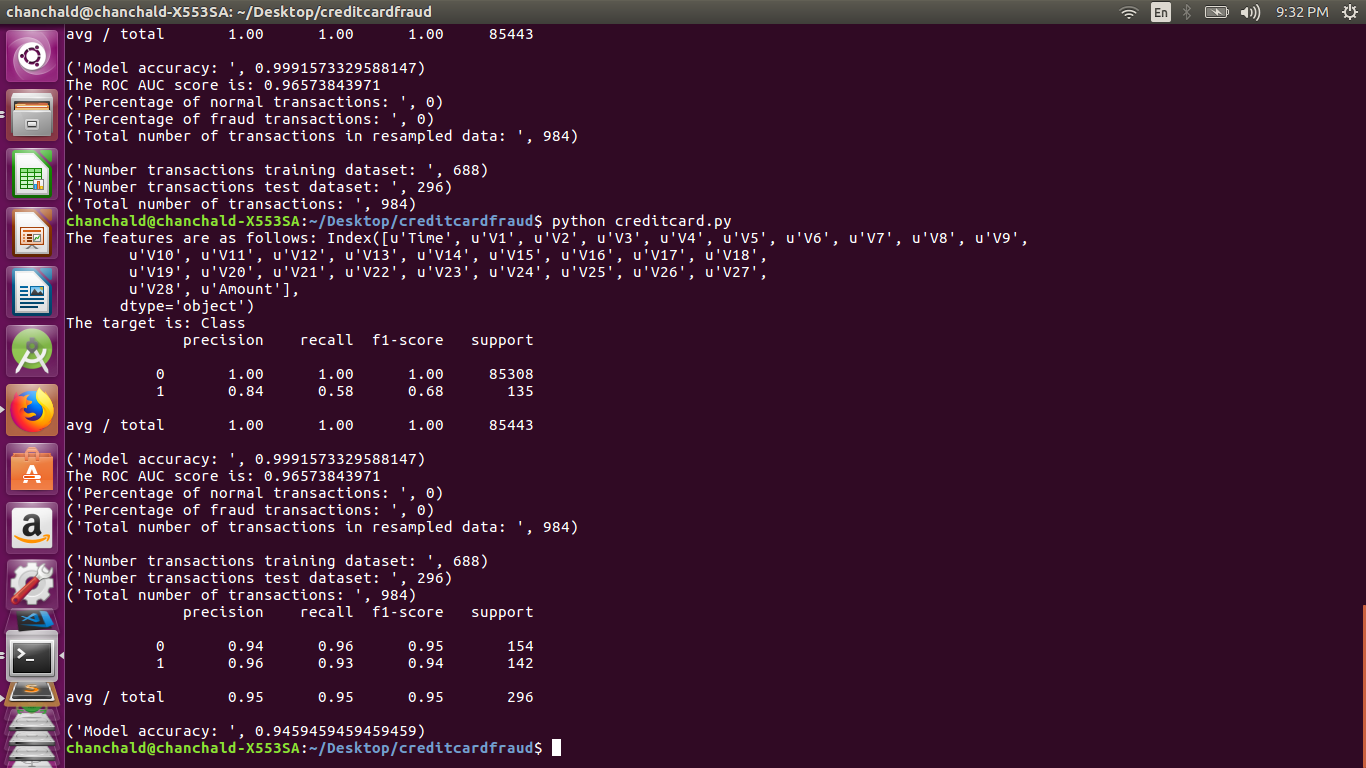 chanchald@chanchald-X553SA: ~/Desktop/creditcardfraud
En
9:32 PM
avg / total 1.00 1.00 1.00 85443
('Model accuracy: ', 0.9991573329588147)
The ROC AUC score is: 0.96573843971
('Percentage of normal transactions: ', 0)
('Percentage of fraud transactions: ', 0)
('Total number of transactions in resampled data: ', 984)
('Number transactions training dataset: ', 688)
('Number transactions test dataset: ', 296)
('Total number of transactions: ', 984)
chanchald@chanchald-X553SA:~/Desktop/creditcardfraud$ python creditcard.py
The features are as follows: Index([u'Time', u'V1', u'V2', u'V3', u'V4', u'V5', u'V6', u'V7', u'V8', u'V9',
u'V10', u'V11', u'V12', u'V13', u'V14', u'V15', u'V16', u'V17', u'V18',
u'V19', u'V20', u'V21', u'V22', u'V23', u'V24', u'V25', u'V26', u'V27',
u'V28', u'Amount'],
dtype='object')
The target is: Class
precision recall f1-score support
0 1.00 1.00 1.00 85308
1 0.84 0.58 0.68 135
avg / total 1.00 1.00 1.00 85443
('Model accuracy: ', 0.9991573329588147)
The ROC AUC score is: 0.96573843971
('Percentage of normal transactions: ', 0)
('Percentage of fraud transactions: ', 0)
('Total number of transactions in resampled data: ', 984)
('Number transactions training dataset: ', 688)
('Number transactions test dataset: ', 296)
('Total number of transactions: ', 984)
precision recall f1-score support
0 0.94 0.96 0.95 154
1 0.96 0.93 0.94 142
avg / total 0.95 0.95 0.95 296
('Model accuracy: ', 0.9459459459459459)
chanchald@chanchald-X553SA:~/Desktop/creditcardfraud$